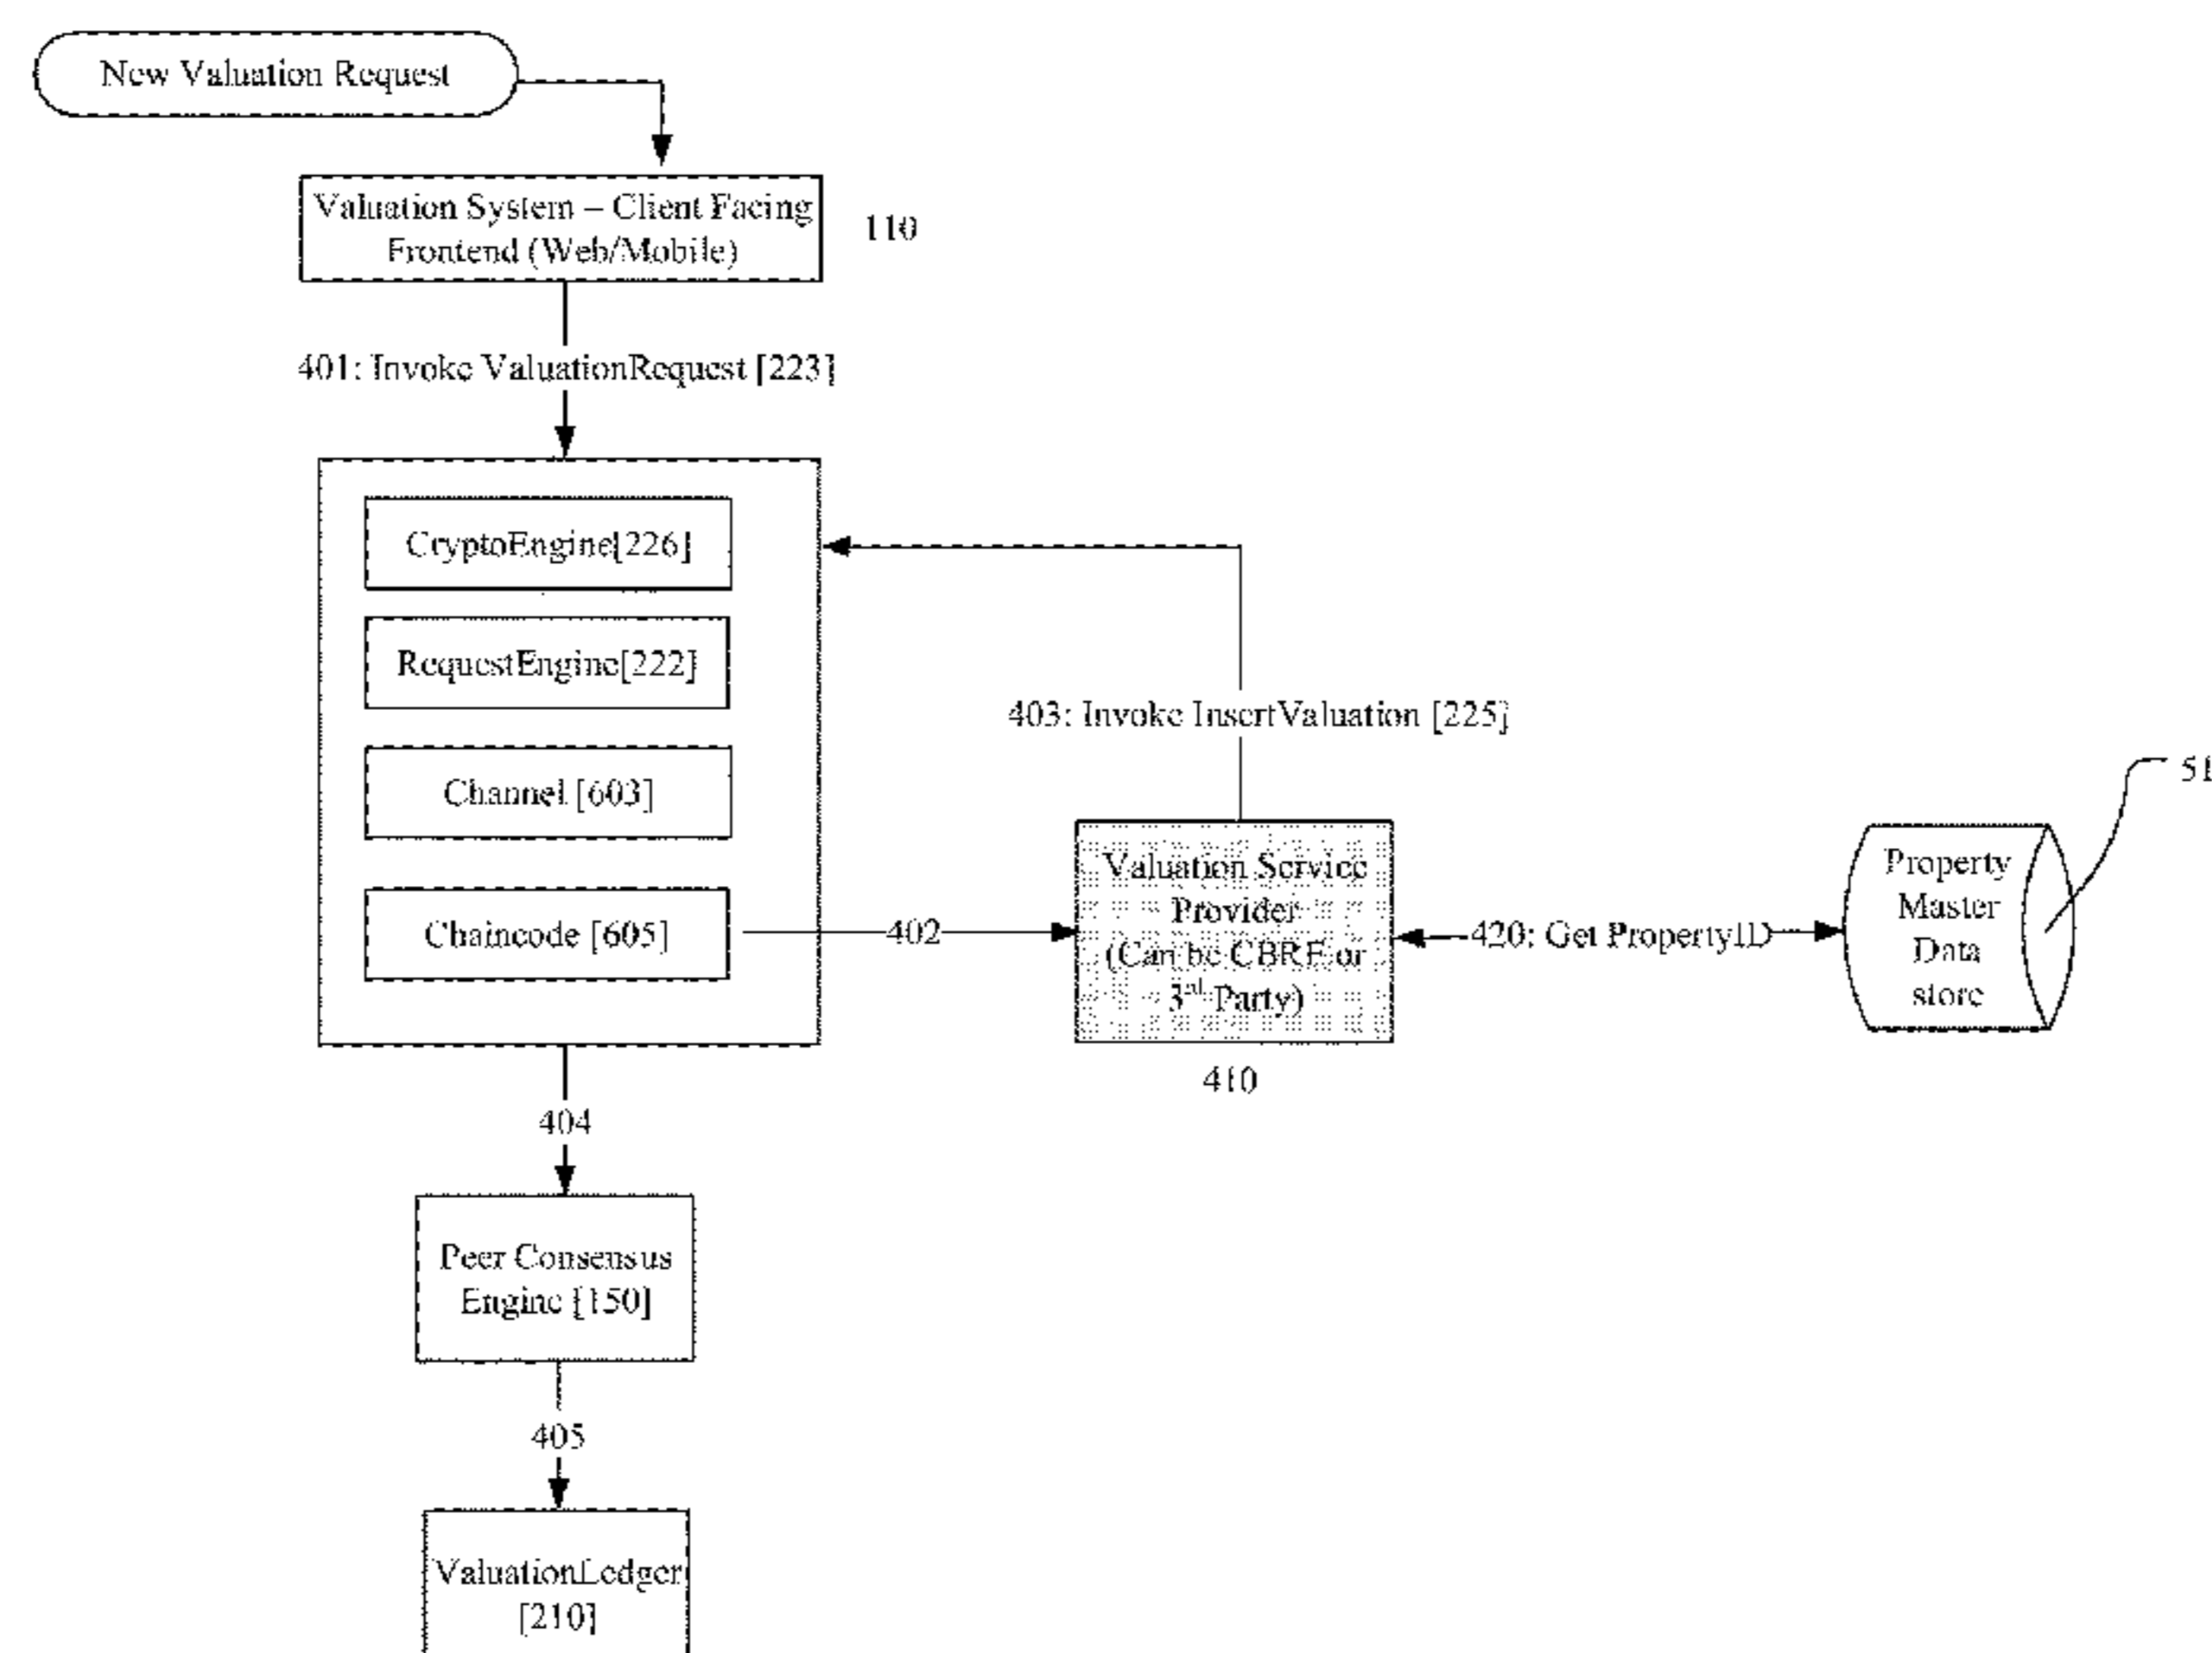 New Valuation Request
Valuation System – Client Facing
Frontend (Web/Mobile)
110
401: Invoke ValuationRequest [223]
CryptoEngine[226]
RequestEngine[222]
403: Invoke InsertValuation [225]
Channel [603]
51
Chaincode [605]
402
Valuation Service
Provider
(Can be CBRE or
3rd Party)
410
420: Get PropertyID
Property
Master
Data
store
404
Peer Consensus
Engine [150]
405
ValuationLedger
[210]